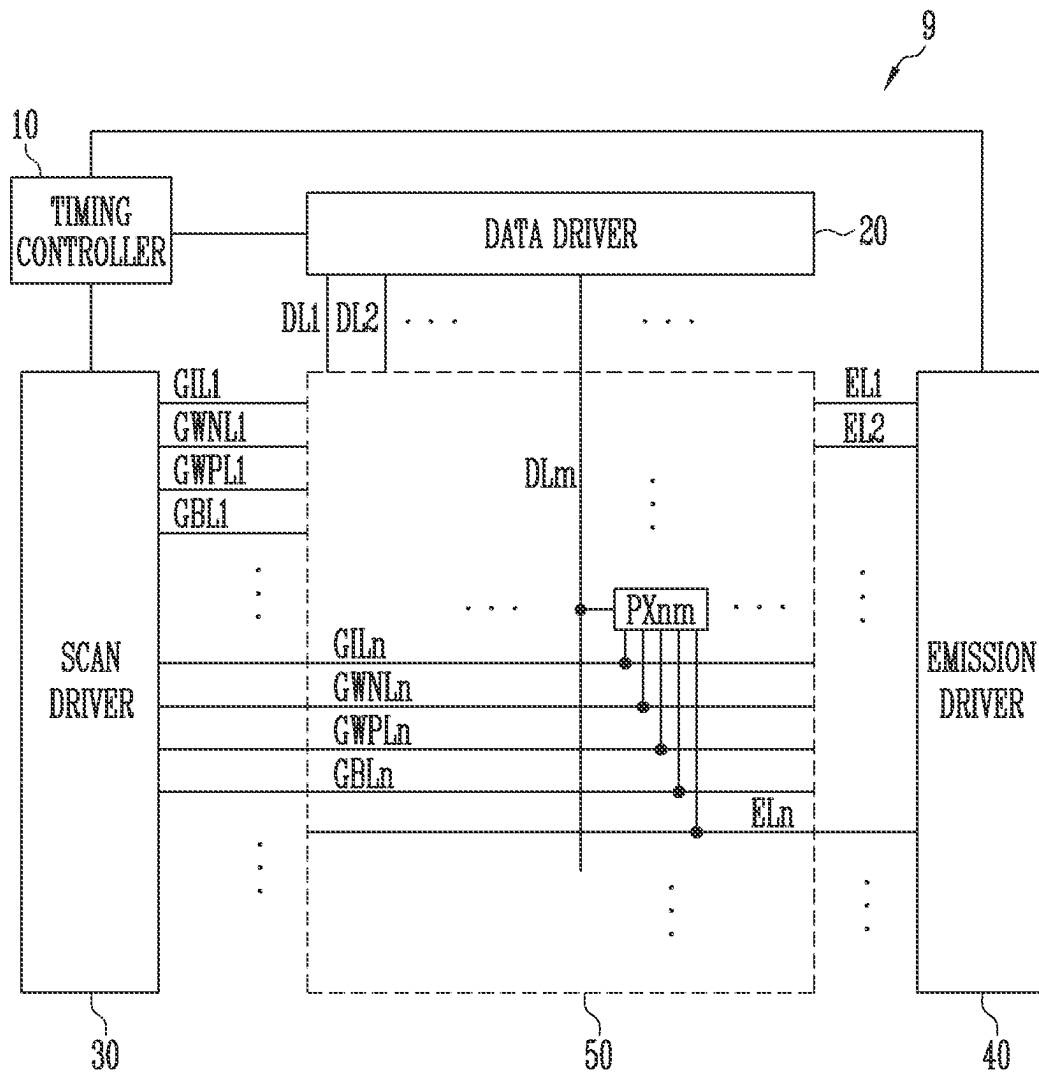 9
10
TIMING
CONTROLLER
DATA DRIVER
20
DL1
DL2
. . .
. . .
GIL1
GWNL1
GWPL1
GBL1
DLm
EL1
EL2
PXnm
SCAN
DRIVER
GILn
GWNLn
GWPLn
GBLn
ELn
EMISSION
DRIVER
30
50
40